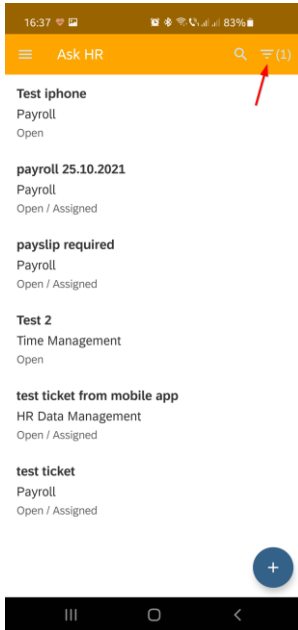 16:37 83%
Ask HR (1)
Test iphone
Payroll
Open
payroll 25.10.2021
Payroll
Open / Assigned
payslip required
Payroll
Open / Assigned
Test 2
Time Management
Open
test ticket from mobile app
HR Data Management
Open / Assigned
test ticket
Payroll
Open / Assigned
+